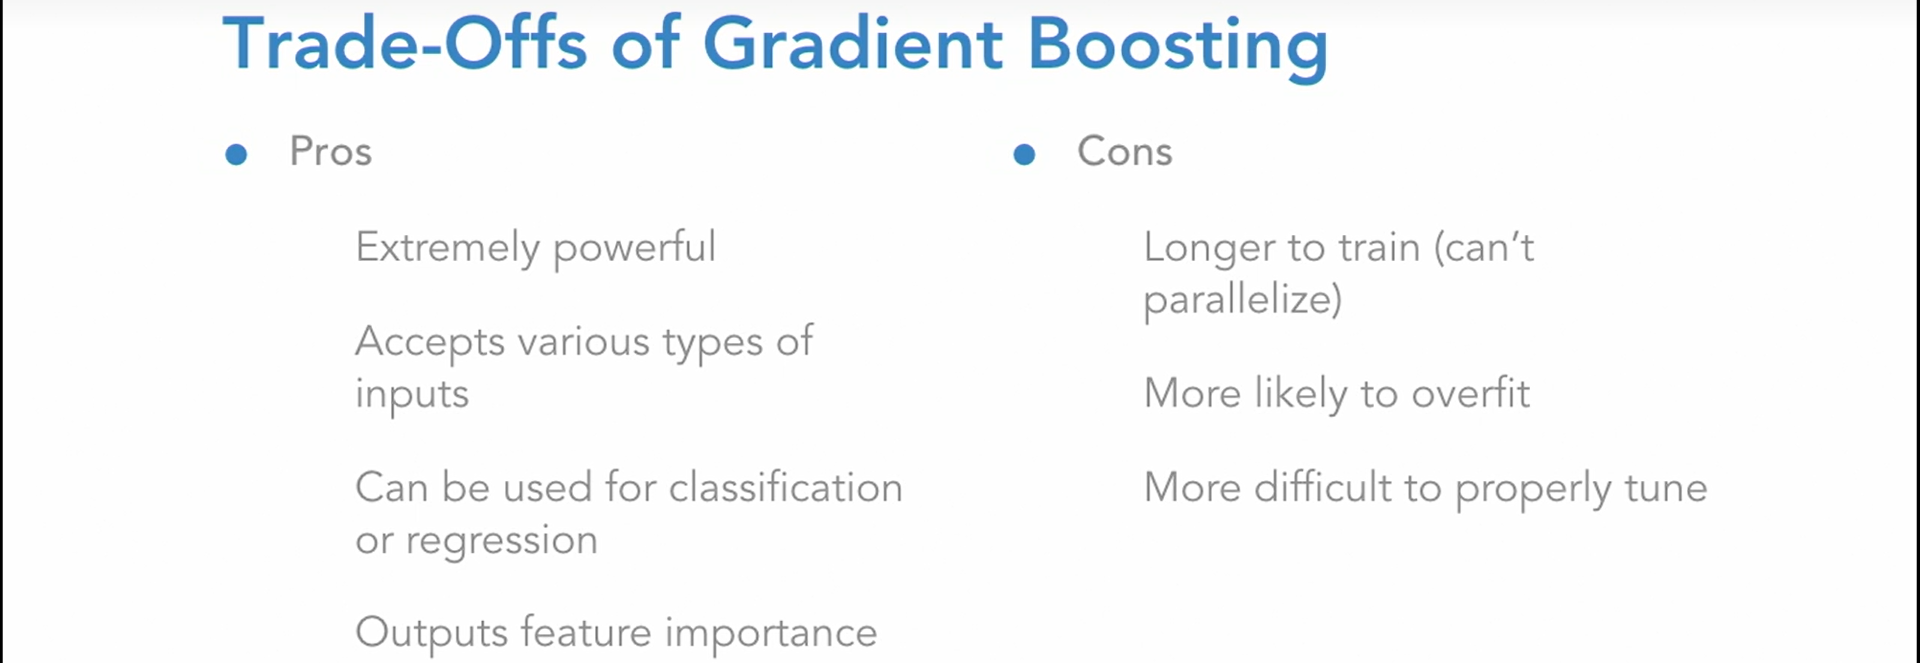 Trade-Offs of Gradient Boosting
Pros
Extremely powerful
Accepts various types of
inputs
Can be used for classification
or regression
Outputs feature importance
Cons
Longer to train (can’t
parallelize)
More likely to overfit
More difficult to properly tune